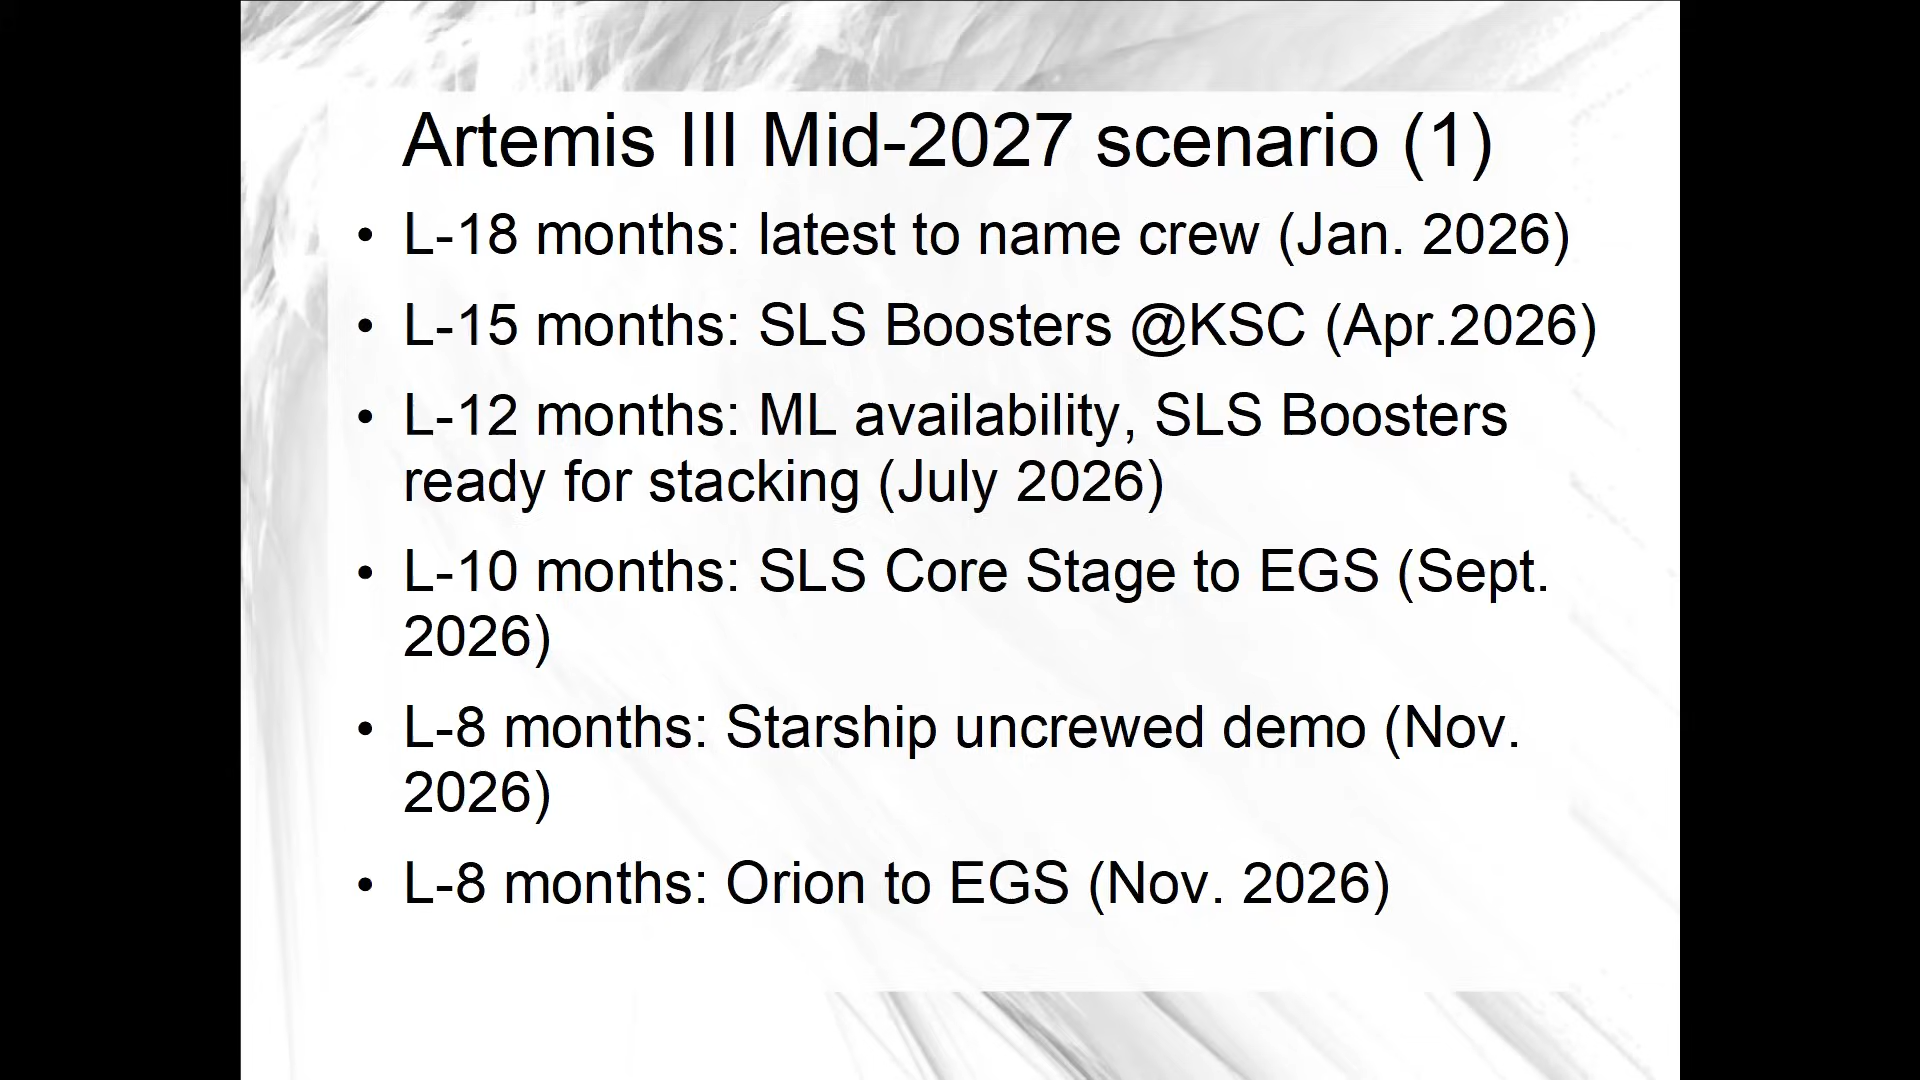 Artemis III Mid-2027 scenario (1)
• L-18 months: latest to name crew (Jan. 2026)
• L-15 months: SLS Boosters @KSC (Apr.2026)
• L-12 months: ML availability, SLS Boosters
ready for stacking (July 2026)
• L-10 months: SLS Core Stage to EGS (Sept.
2026)
• L-8 months: Starship uncrewed demo (Nov.
2026)
• L-8 months: Orion to EGS (Nov. 2026)